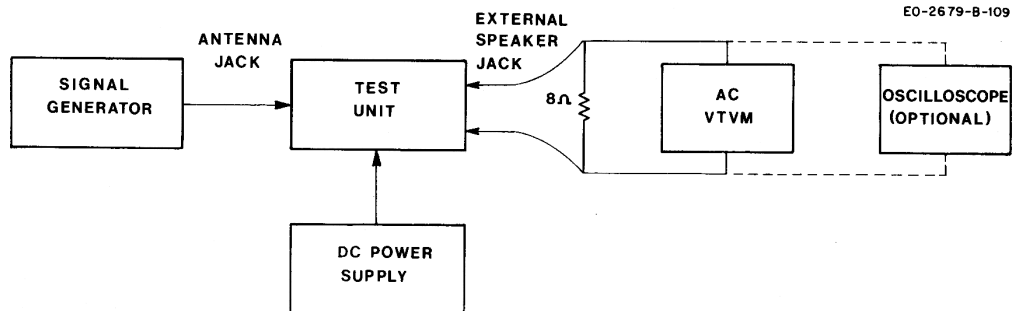 EO-2679-B-109
ANTENNA
JACK
EXTERNAL
SPEAKER
JACK
SIGNAL
GENERATOR
TEST
UNIT
8Ω
AC
VTVM
OSCILLOSCOPE
(OPTIONAL)
DC POWER
SUPPLY